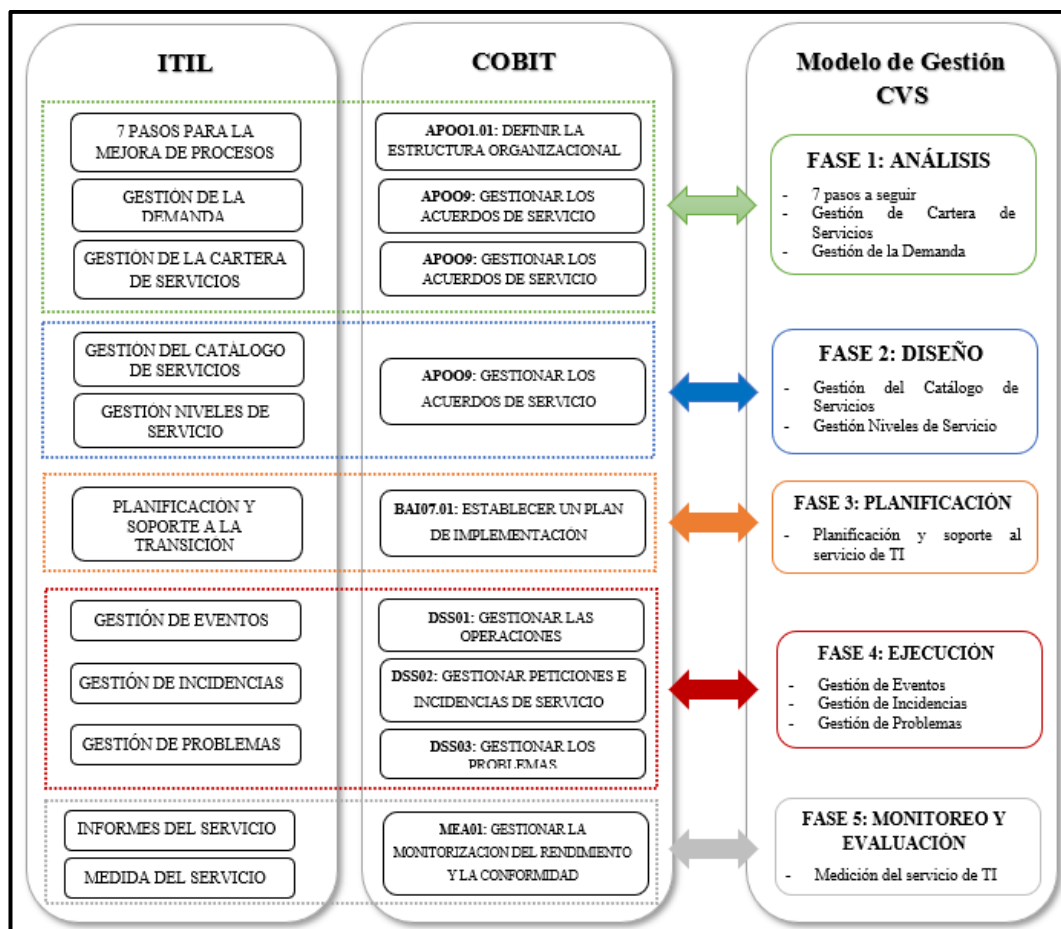 ITIL
7 PASOS PARA LA
MEJORA DE PROCESOS
GESTIÓN DE LA
DEMANDA
GESTIÓN DE LA CARTERA
DE SERVICIOS
GESTIÓN DEL CATÁLOGO
DE SERVICIOS
GESTIÓN NIVELES DE
SERVICIO
PLANIFICACIÓN Y
SOPORTE A LA
TRANSICIÓN
GESTIÓN DE EVENTOS
GESTIÓN DE INCIDENCIAS
GESTIÓN DE PROBLEMAS
INFORMES DEL SERVICIO
MEDIDA DEL SERVICIO
COBIT
APOO1.01: DEFINIR LA
ESTRUCTURA ORGANIZACIONAL
APOO9: GESTIONAR LOS
ACUERDOS DE SERVICIO
APOO9: GESTIONAR LOS
ACUERDOS DE SERVICIO
APOO9: GESTIONAR LOS
ACUERDOS DE SERVICIO
BAI07.01: ESTABLECER UN PLAN
DE IMPLEMENTACIÓN
DSS01: GESTIONAR LAS
OPERACIONES
DSS02: GESTIONAR PETICIONES E
INCIDENCIAS DE SERVICIO
DSS03: GESTIONAR LOS
PROBLEMAS
MEA01: GESTIONAR LA
MONITORIZACION DEL RENDIMIENTO
Y LA CONFORMIDAD
Modelo de Gestión
CVS
FASE 1: ANÁLISIS
- 7 pasos a seguir
- Gestión de Cartera de
Servicios
- Gestión de la Demanda
FASE 2: DISEÑO
- Gestión del Catálogo de
Servicios
- Gestión Niveles de Servicio
FASE 3: PLANIFICACIÓN
- Planificación y soporte al
servicio de TI
FASE 4: EJECUCIÓN
- Gestión de Eventos
- Gestión de Incidencias
- Gestión de Problemas
FASE 5: MONITOREO Y
EVALUACIÓN
- Medición del servicio de TI